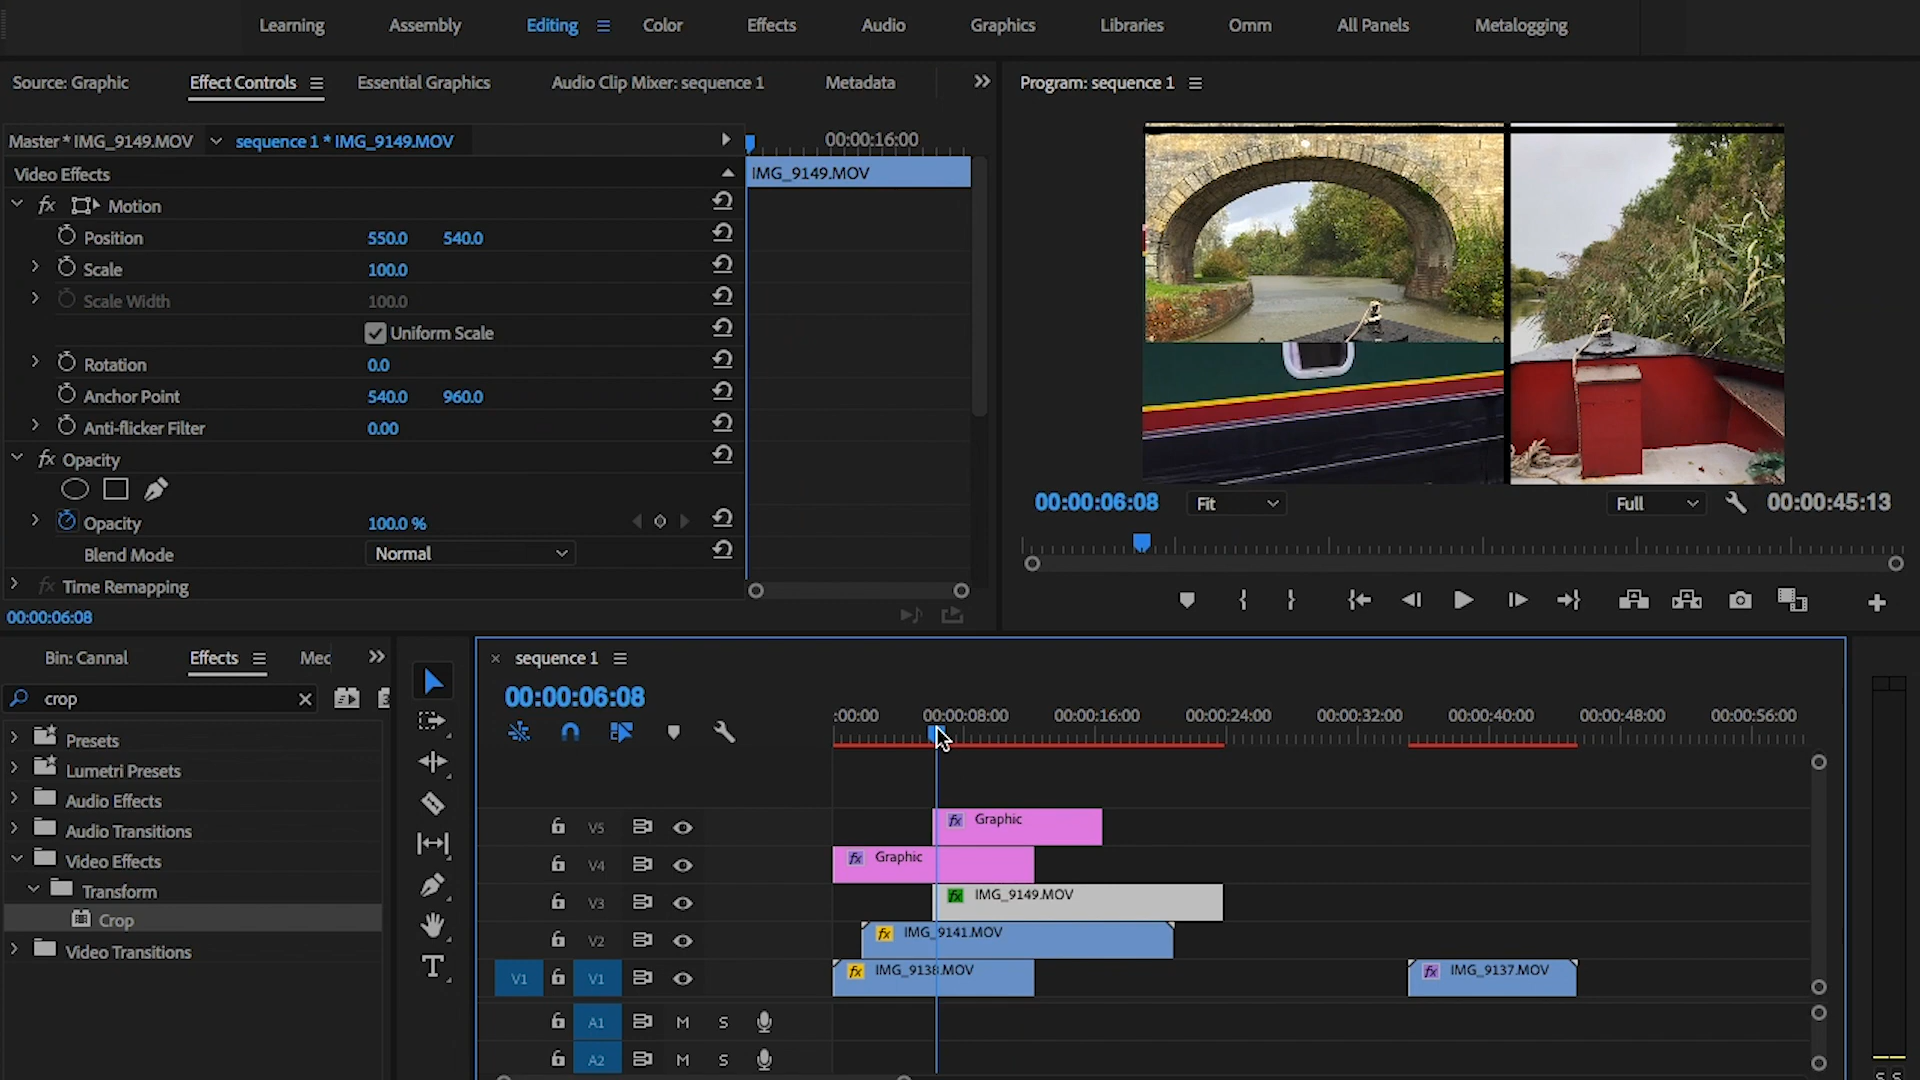 Learning Assembly Editing Color Effects Audio Graphics Libraries Omm All Panels Metalogging
Source: Graphic Effect Controls Essential Graphics Audio Clip Mixer: sequence 1 Metadata
Program: sequence 1
Master * IMG_9149.MOV sequence 1 * IMG_9149.MOV
00:00:16:00
Video Effects
IMG_9149.MOV
fx Motion
Position 550.0 540.0
Scale 100.0
Scale Width 100.0
Uniform Scale
Rotation 0.0
Anchor Point 540.0 960.0
Anti-flicker Filter 0.00
fx Opacity
Opacity 100.0 %
Blend Mode Normal
fx Time Remapping
00:00:06:08
00:00:06:08 Fit Full 00:00:45:13
Bin: Cannal Effects Mec
crop
Presets
Lumetri Presets
Audio Effects
Audio Transitions
Video Effects
Transform
Crop
Video Transitions
sequence 1
00:00:06:08
:00:00 00:00:08:00 00:00:16:00 00:00:24:00 00:00:32:00 00:00:40:00 00:00:48:00 00:00:56:00
V5 fx Graphic
V4 fx Graphic
V3 fx IMG_9149.MOV
V2 fx IMG_9141.MOV
V1 V1 fx IMG_9138.MOV fx IMG_9137.MOV
A1 M S
A2 M S
S S